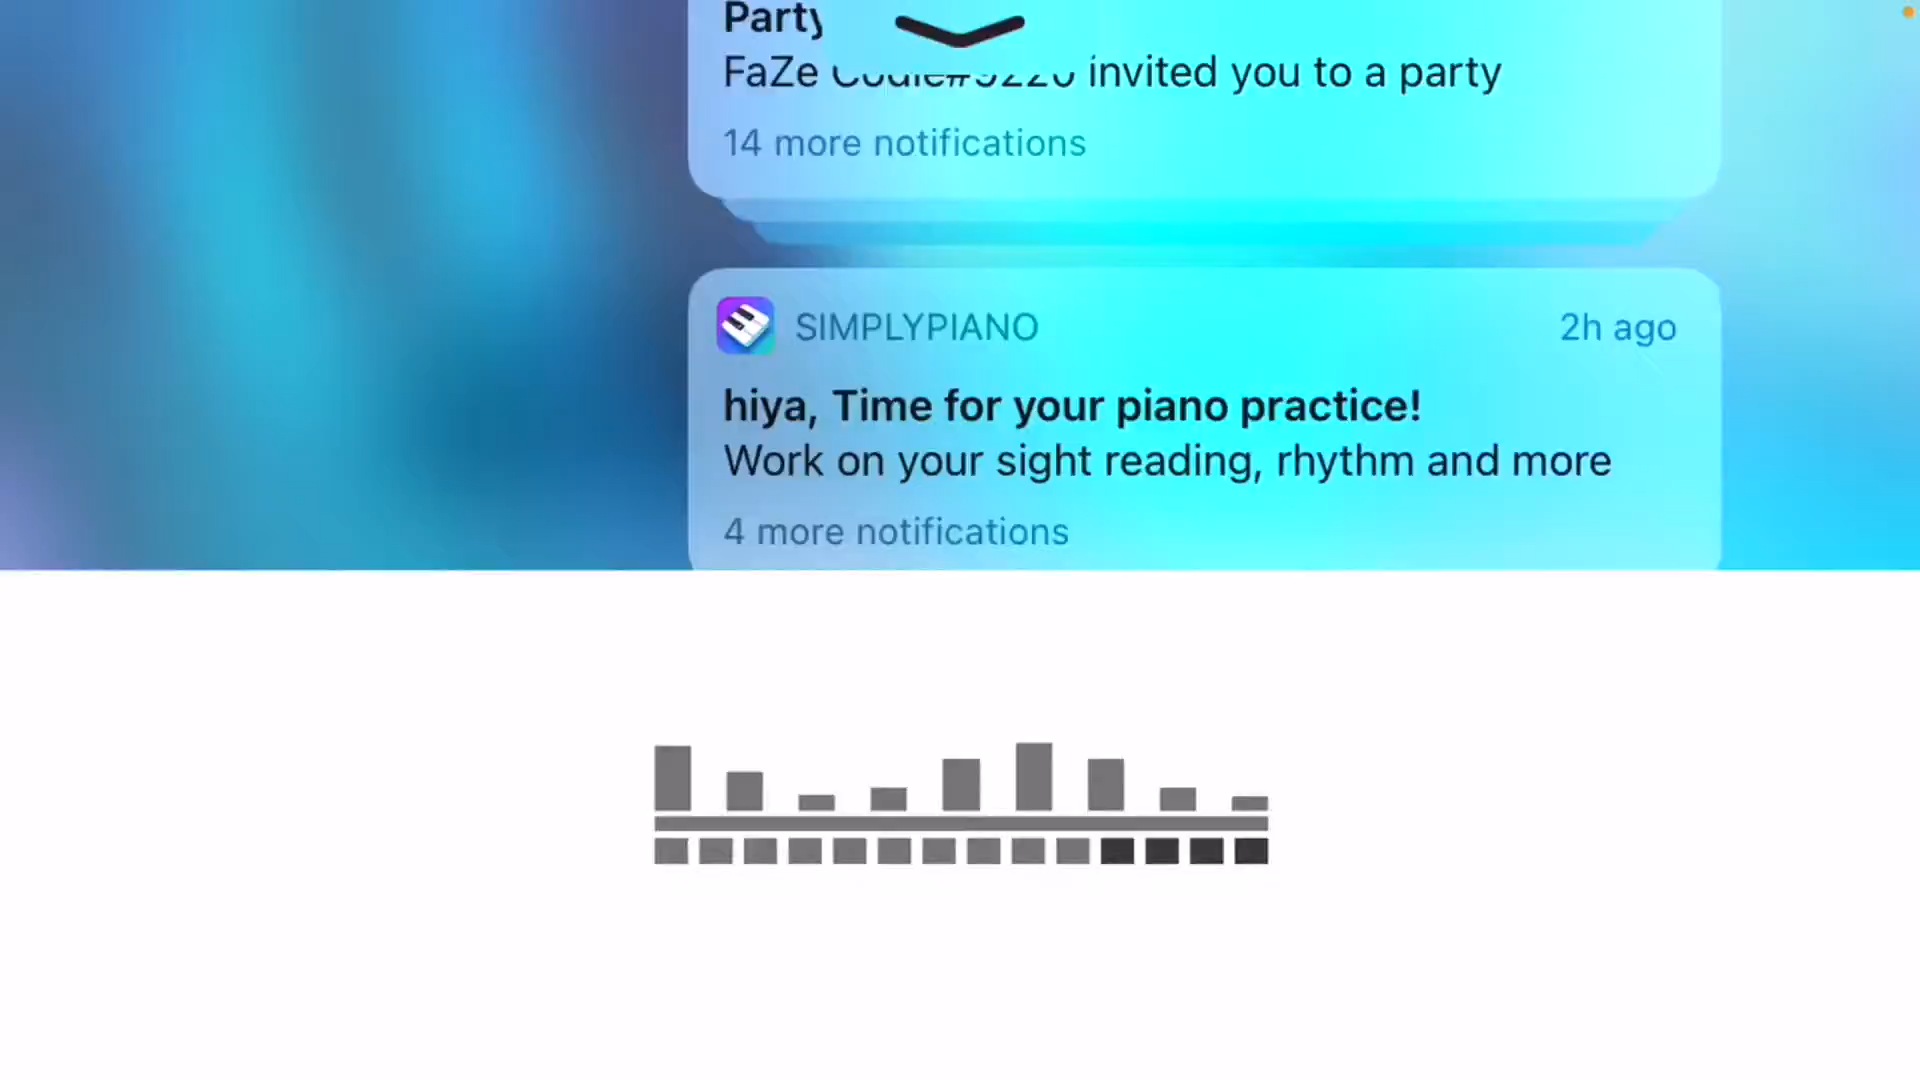 Party
FaZe invited you to a party
14 more notifications
SIMPLYPIANO
2h ago
hiya, Time for your piano practice!
Work on your sight reading, rhythm and more
4 more notifications